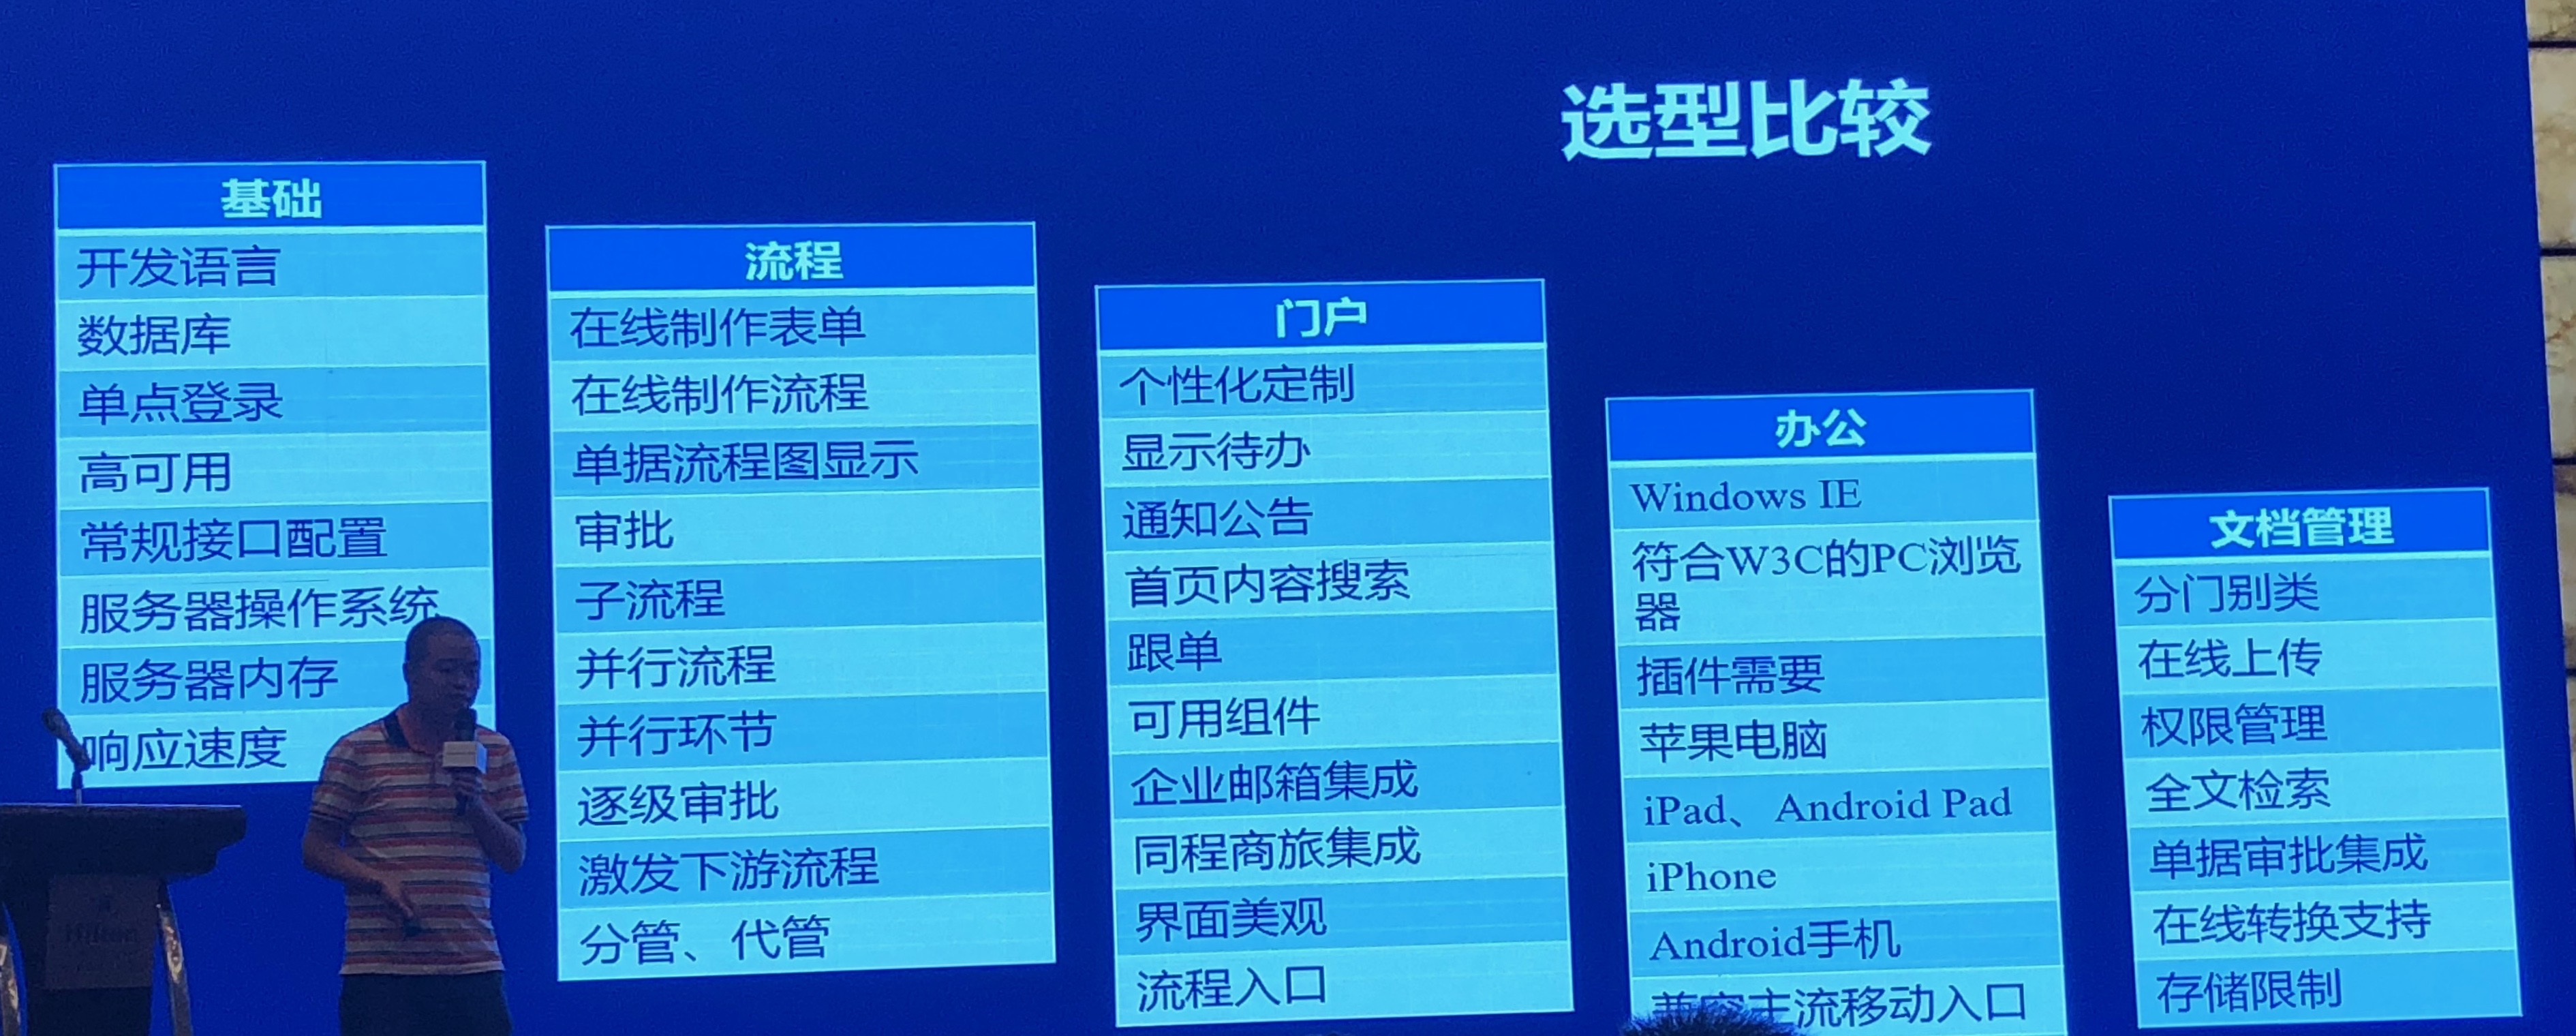 选型比较
基础
开发语言
数据库
单点登录
高可用
常规接口配置
服务器操作系统
服务器内存
响应速度
流程
在线制作表单
在线制作流程
单据流程图显示
审批
子流程
并行流程
并行环节
逐级审批
激发下游流程
分管、代管
门户
个性化定制
显示待办
通知公告
首页内容搜索
跟单
可用组件
企业邮箱集成
同程商旅集成
界面美观
流程入口
办公
Windows IE
符合W3C的PC浏览
器
插件需要
苹果电脑
iPad、Android Pad
iPhone
Android手机
兼容主流移动入口
文档管理
分门别类
在线上传
权限管理
全文检索
单据审批集成
在线转换支持
存储限制
Hilton